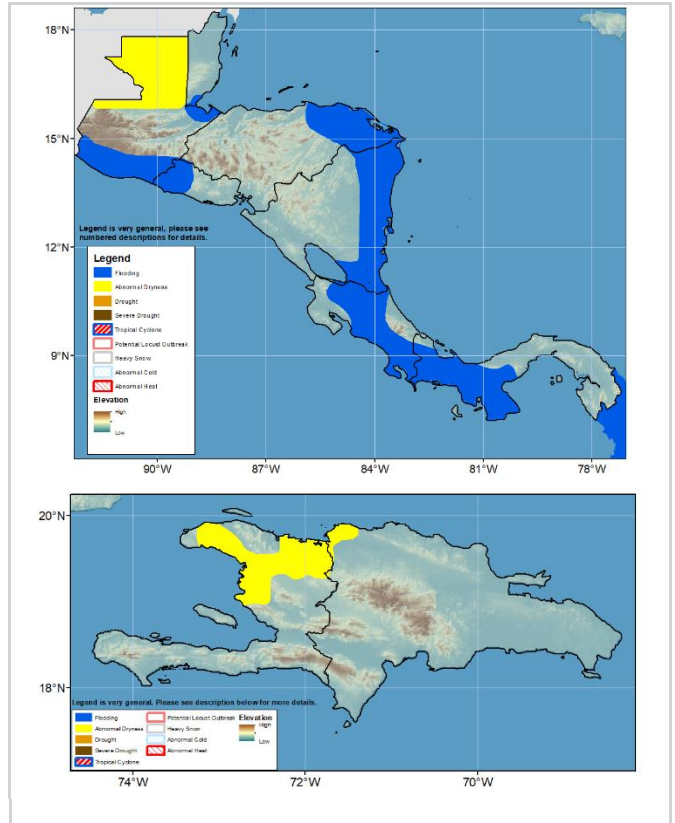 18°N
15°N
12°N
9°N
Legend is very general, please see
numbered descriptions for details.
Legend
Flooding
Abnormal Dryness
Drought
Severe Drought
Tropical Cyclone
Potential Locust Outbreak
Heavy Snow
Abnormal Cold
Abnormal Heat
Elevation
High
Low
90°W 87°W 84°W 81°W 78°W
20°N
18°N
Legend is very general. Please see description below for more details.
Flooding Potential Locust Outbreak Elevation
Abnormal Dryness Heavy Snow High
Drought Abnormal Cold Low
Severe Drought Abnormal Heat
Tropical Cyclone
74°W 72°W 70°W